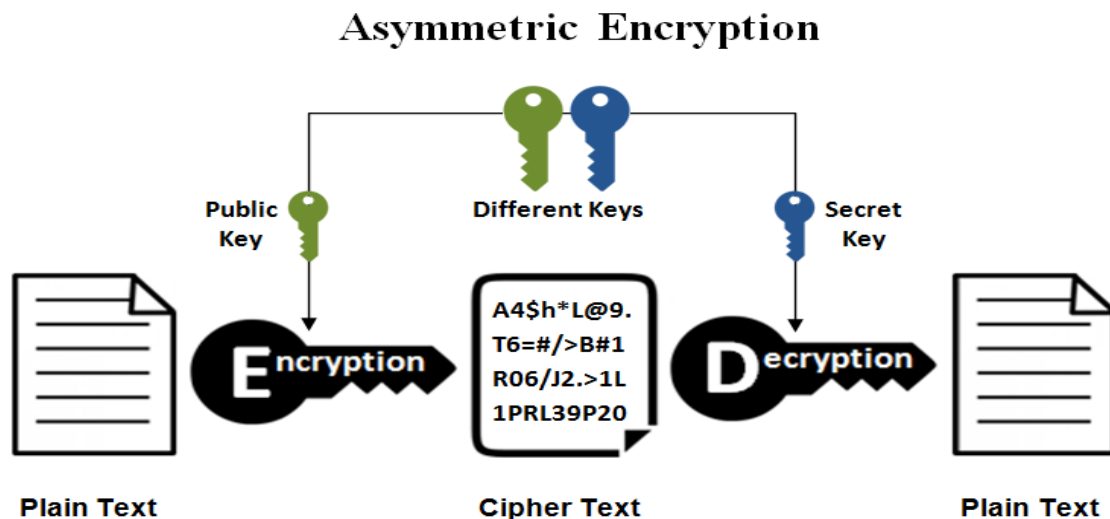 Asymmetric Encryption
Public
Key
Different Keys
Secret
Key
Encryption
A4$h*L@9.
T6=#/>B#1
R06/J2.>1L
1PRL39P20
Decryption
Plain Text
Cipher Text
Plain Text